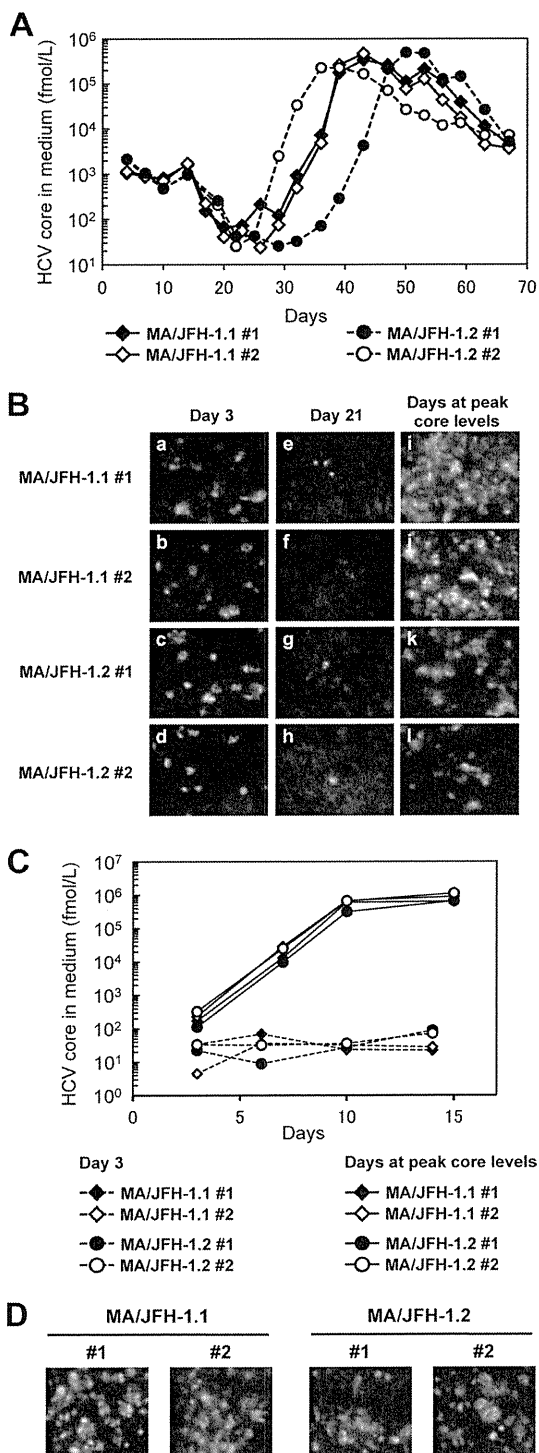 A
HCV core in medium (fmol/L)
10⁶
10⁵
10⁴
10³
10²
10¹
0 10 20 30 40 50 60 70
Days
MA/JFH-1.1 #1 MA/JFH-1.2 #1
MA/JFH-1.1 #2 MA/JFH-1.2 #2
B
Day 3 Day 21 Days at peak
core levels
MA/JFH-1.1 #1 a e i
MA/JFH-1.1 #2 b f j
MA/JFH-1.2 #1 c g k
MA/JFH-1.2 #2 d h l
C
HCV core in medium (fmol/L)
10⁷
10⁶
10⁵
10⁴
10³
10²
10¹
10⁰
0 5 10 15
Days
Day 3 Days at peak core levels
MA/JFH-1.1 #1 MA/JFH-1.1 #1
MA/JFH-1.1 #2 MA/JFH-1.1 #2
MA/JFH-1.2 #1 MA/JFH-1.2 #1
MA/JFH-1.2 #2 MA/JFH-1.2 #2
D
MA/JFH-1.1 MA/JFH-1.2
#1 #2 #1 #2